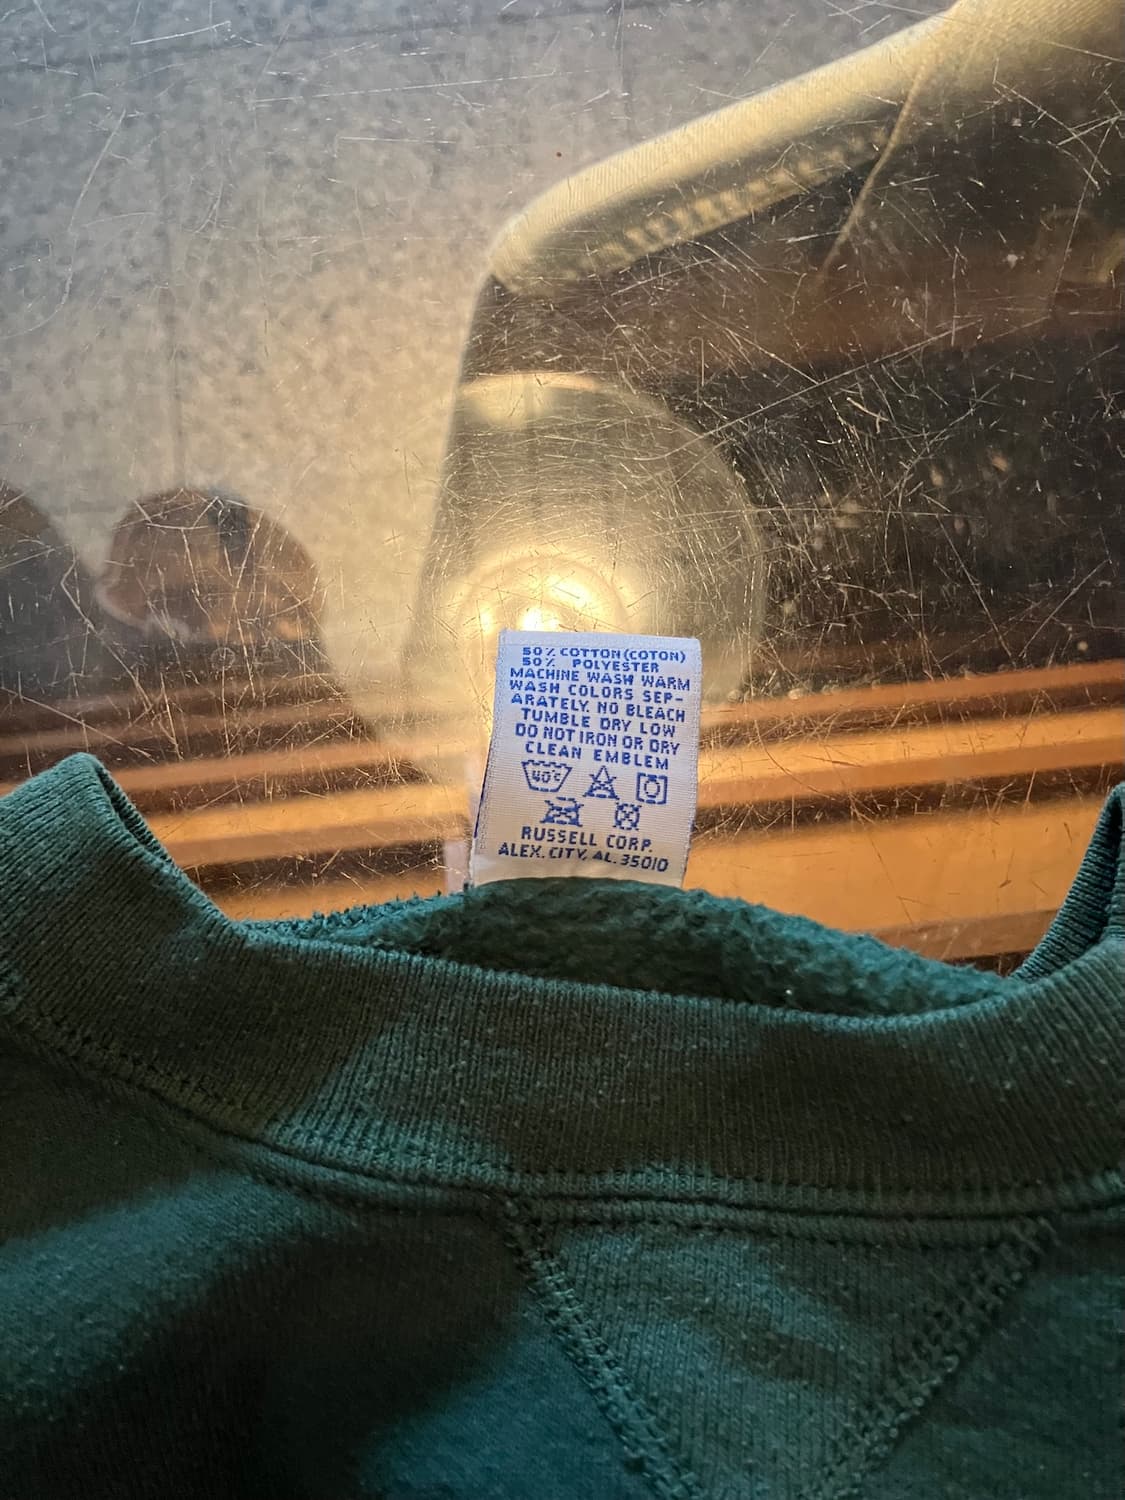 50% COTTON (COTON)
50% POLYESTER
MACHINE WASH WARM
WASH COLORS SEP-
ARATELY. NO BLEACH
TUMBLE DRY LOW
DO NOT IRON OR DRY
CLEAN EMBLEM
40°C
RUSSELL CORP.
ALEX. CITY, AL. 35010